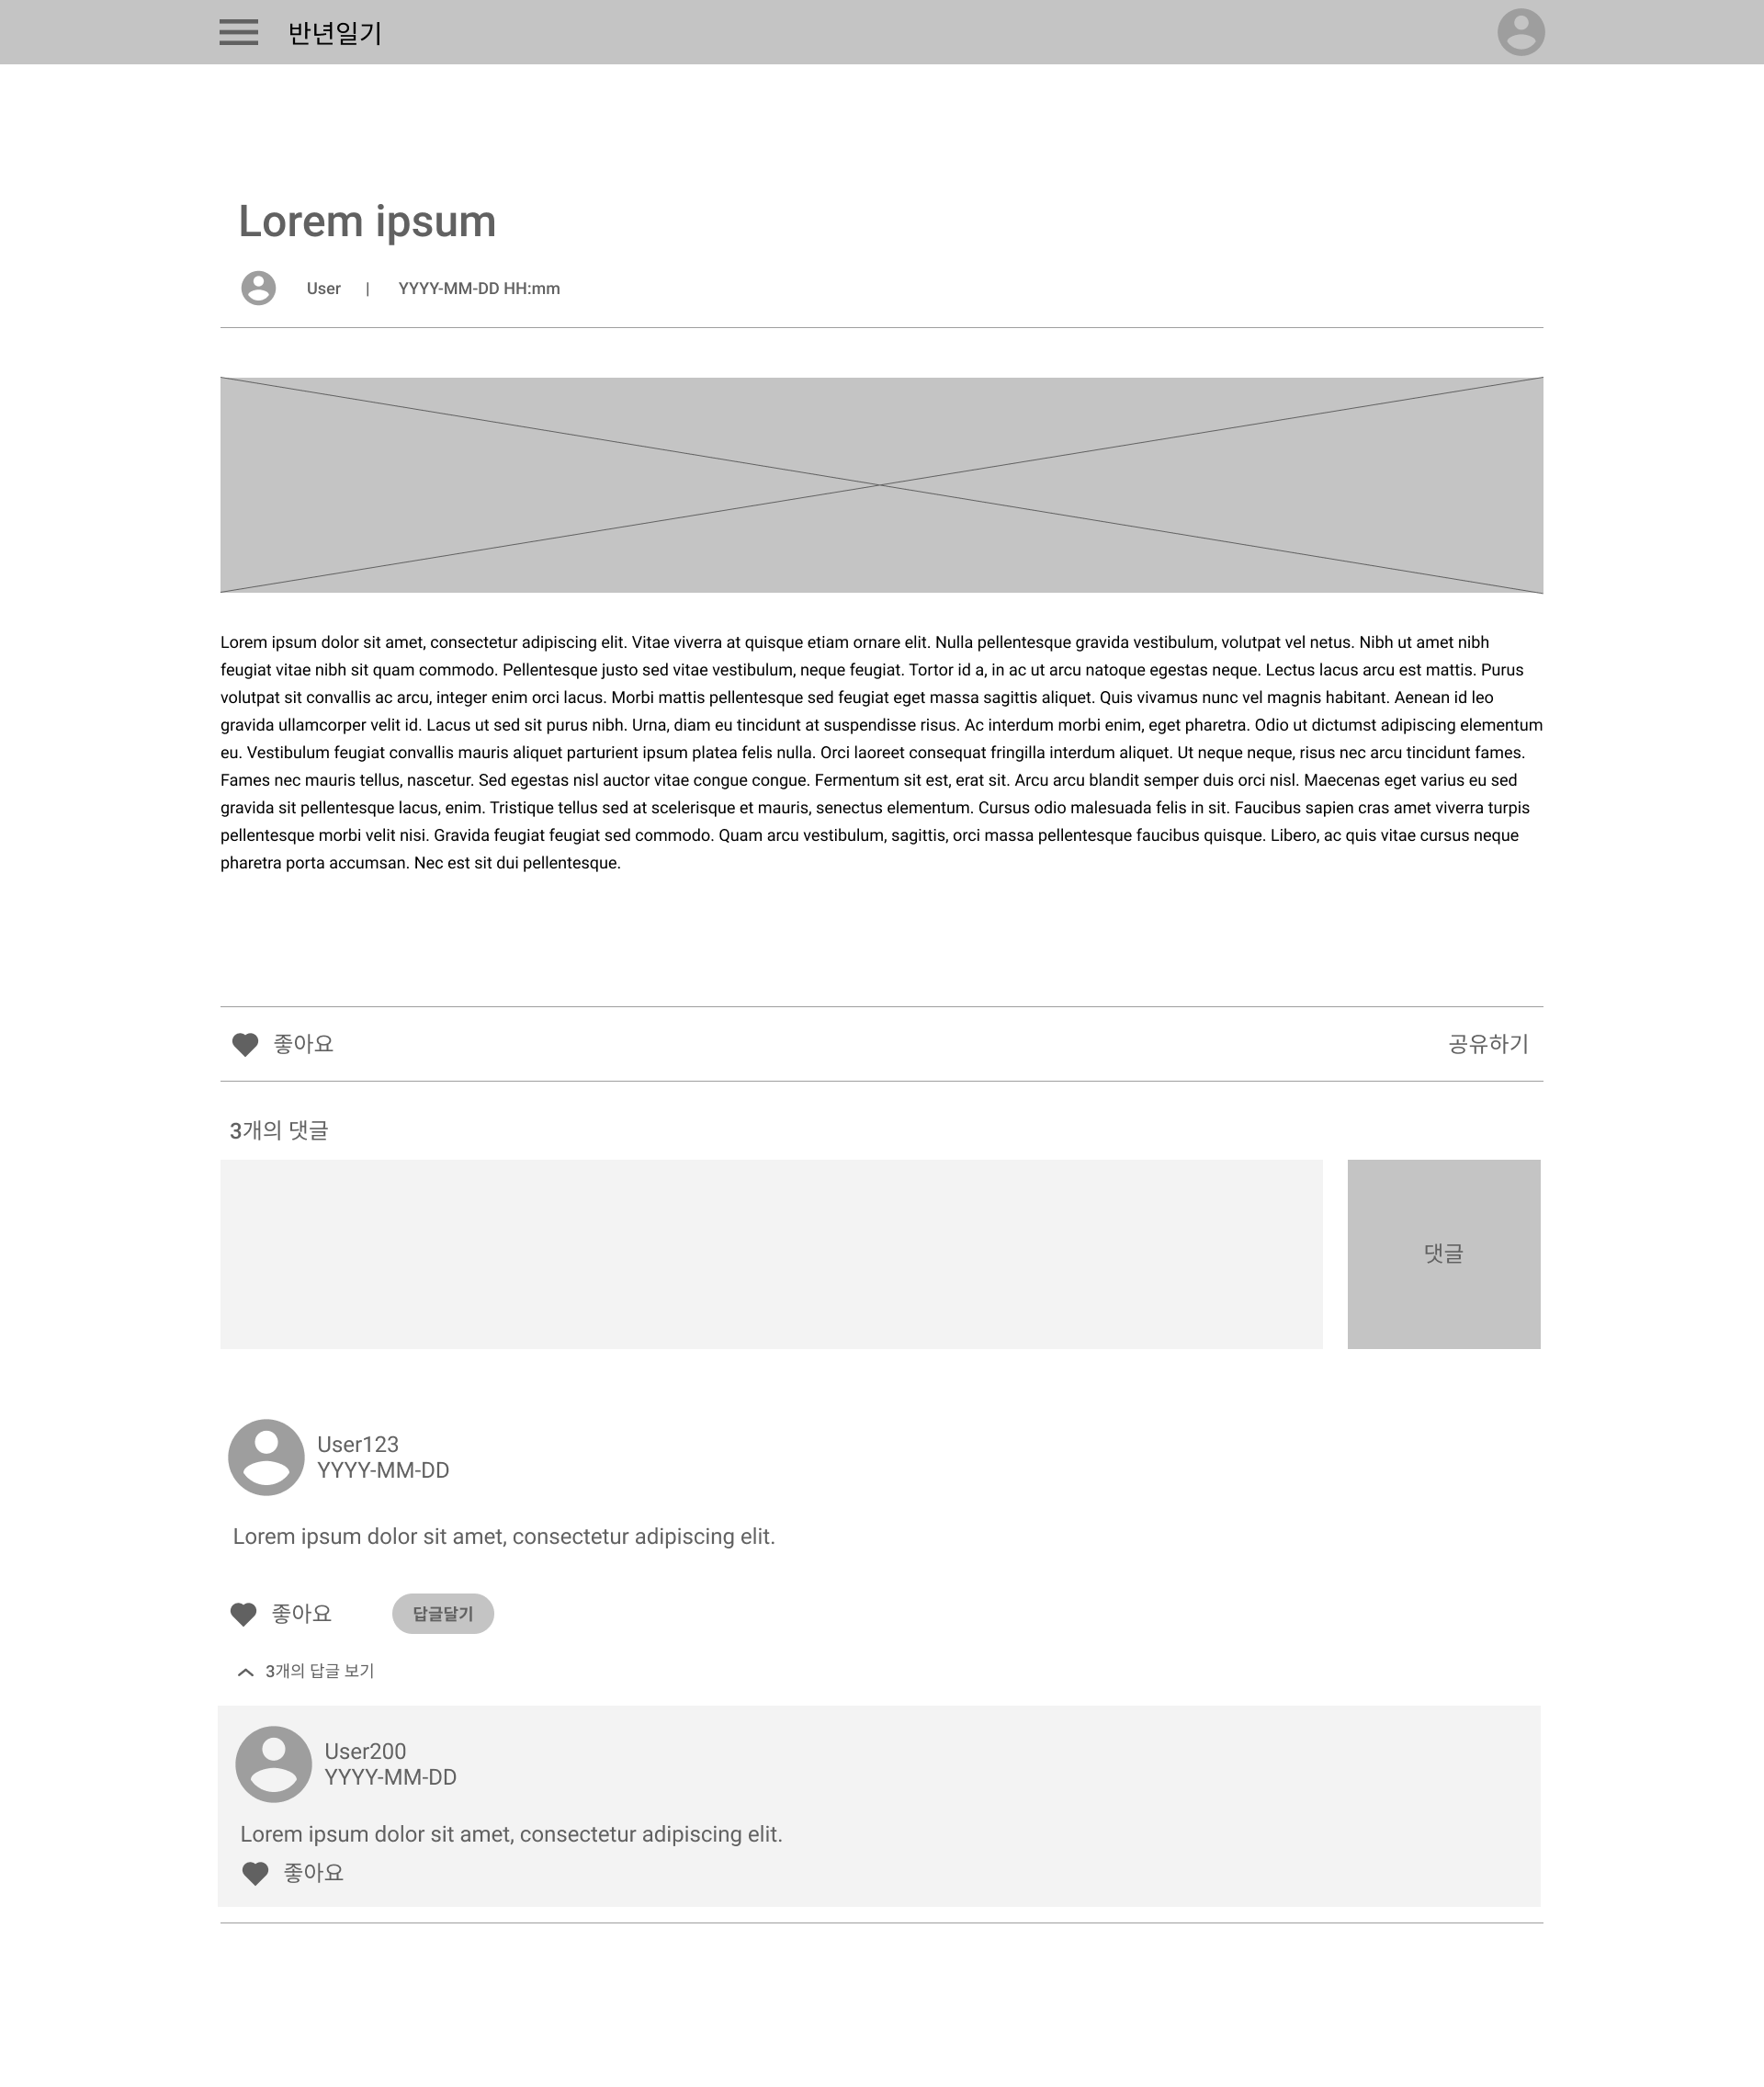 반년일기
Lorem ipsum
User | YYYY-MM-DD HH:mm
Lorem ipsum dolor sit amet, consectetur adipiscing elit. Vitae viverra at quisque etiam ornare elit. Nulla pellentesque gravida vestibulum, volutpat vel netus. Nibh ut amet nibh
feugiat vitae nibh sit quam commodo. Pellentesque justo sed vitae vestibulum, neque feugiat. Tortor id a, in ac ut arcu natoque egestas neque. Lectus lacus arcu est mattis. Purus
volutpat sit convallis ac arcu, integer enim orci lacus. Morbi mattis pellentesque sed feugiat eget massa sagittis aliquet. Quis vivamus nunc vel magnis habitant. Aenean id leo
gravida ullamcorper velit id. Lacus ut sed sit purus nibh. Urna, diam eu tincidunt at suspendisse risus. Ac interdum morbi enim, eget pharetra. Odio ut dictumst adipiscing elementum
eu. Vestibulum feugiat convallis mauris aliquet parturient ipsum platea felis nulla. Orci laoreet consequat fringilla interdum aliquet. Ut neque neque, risus nec arcu tincidunt fames.
Fames nec mauris tellus, nascetur. Sed egestas nisl auctor vitae congue congue. Fermentum sit est, erat sit. Arcu arcu blandit semper duis orci nisl. Maecenas eget varius eu sed
gravida sit pellentesque lacus, enim. Tristique tellus sed at scelerisque et mauris, senectus elementum. Cursus odio malesuada felis in sit. Faucibus sapien cras amet viverra turpis
pellentesque morbi velit nisi. Gravida feugiat feugiat sed commodo. Quam arcu vestibulum, sagittis, orci massa pellentesque faucibus quisque. Libero, ac quis vitae cursus neque
pharetra porta accumsan. Nec est sit dui pellentesque.
좋아요 공유하기
3개의 댓글
댓글
User123
YYYY-MM-DD
Lorem ipsum dolor sit amet, consectetur adipiscing elit.
좋아요 답글달기
3개의 답글 보기
User200
YYYY-MM-DD
Lorem ipsum dolor sit amet, consectetur adipiscing elit.
좋아요